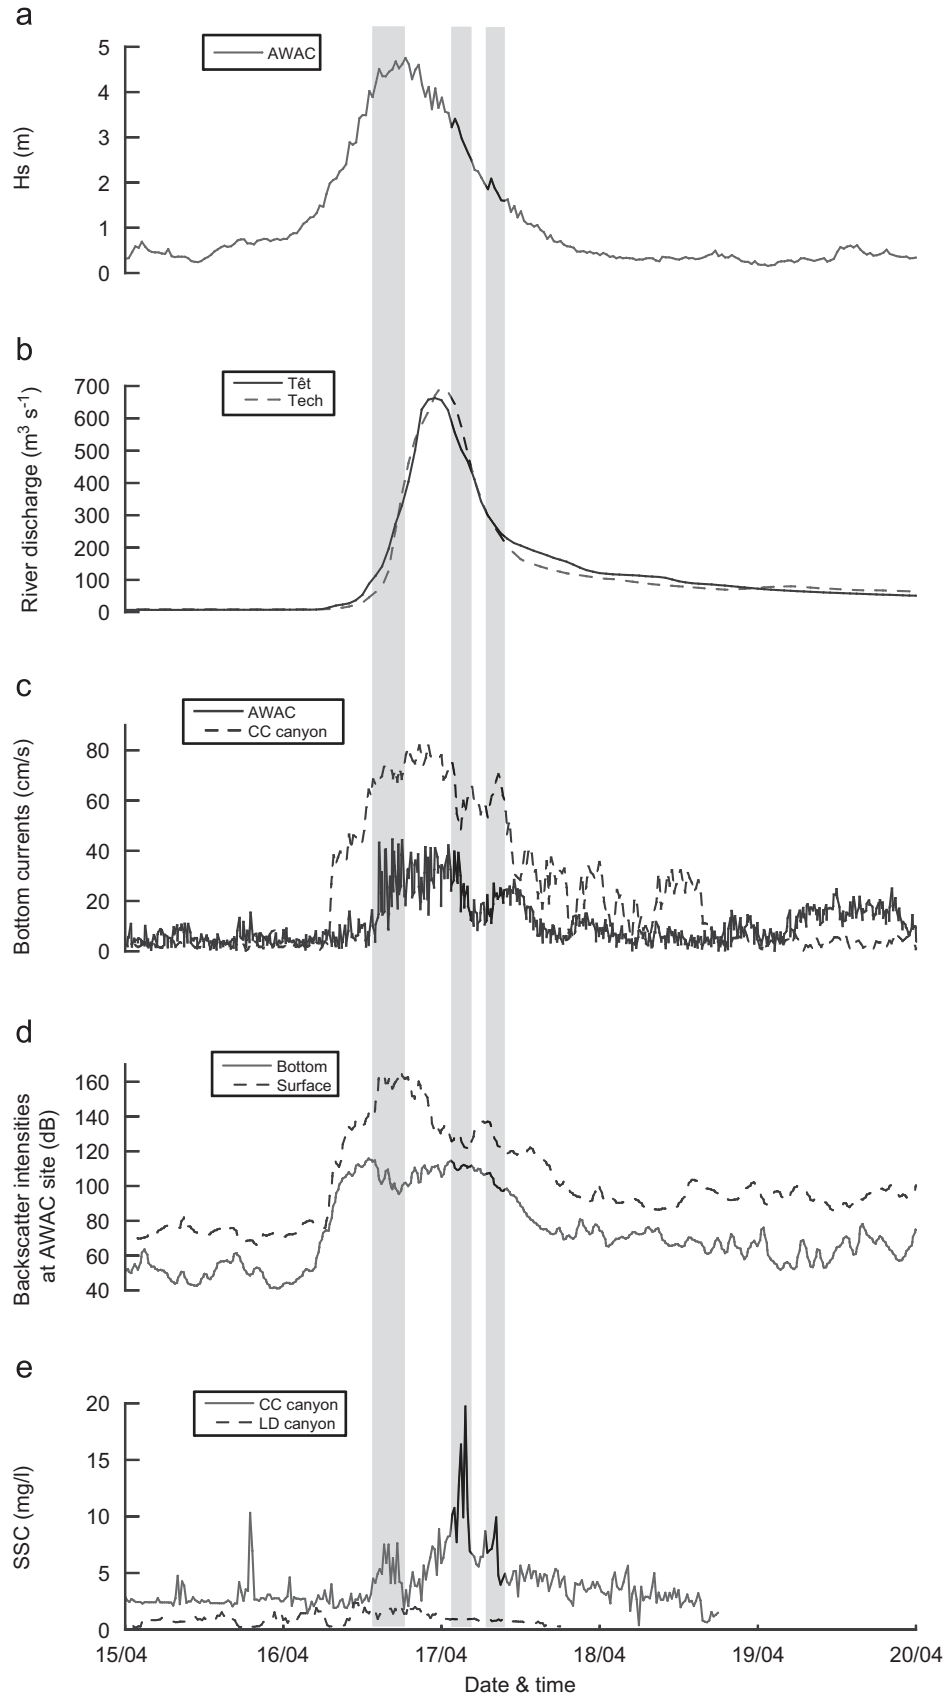 a
AWAC
5
4
3
2
1
0
Hs (m)
b
Têt
Tech
700
600
500
400
300
200
100
0
River discharge (m³ s⁻¹)
c
AWAC
CC canyon
80
60
40
20
0
Bottom currents (cm/s)
d
Bottom
Surface
160
140
120
100
80
60
40
Backscatter intensities
at AWAC site (dB)
e
CC canyon
LD canyon
20
15
10
5
0
SSC (mg/l)
15/04 16/04 17/04 18/04 19/04 20/04
Date & time